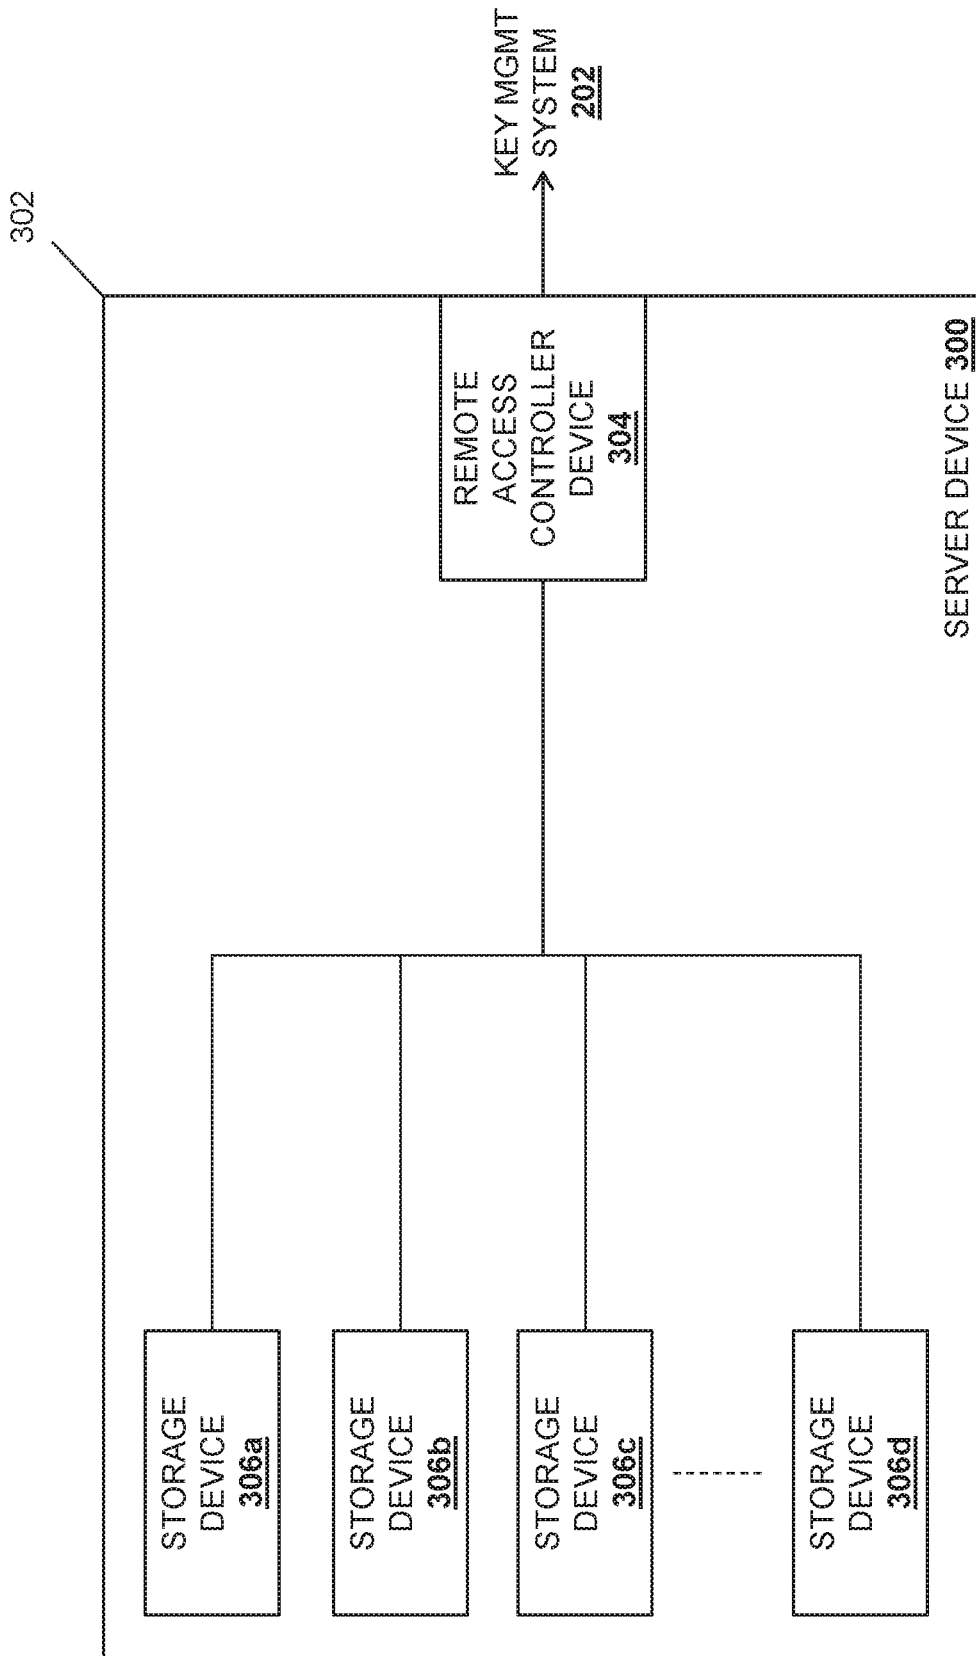 302
KEY MGMT
SYSTEM
202
REMOTE
ACCESS
CONTROLLER
DEVICE
304
STORAGE
DEVICE
306a
STORAGE
DEVICE
306b
STORAGE
DEVICE
306c
STORAGE
DEVICE
306d
SERVER DEVICE 300